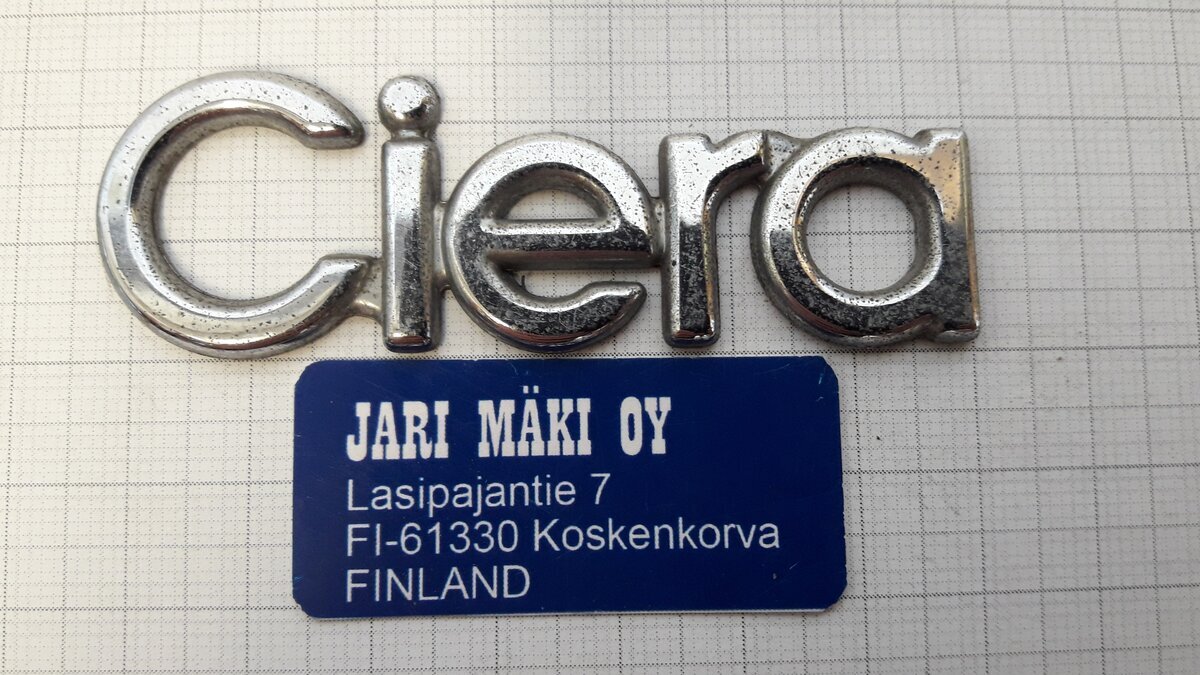 Ciera
JARI MÄKI OY
Lasipajantie 7
FI-61330 Koskenkorva
FINLAND